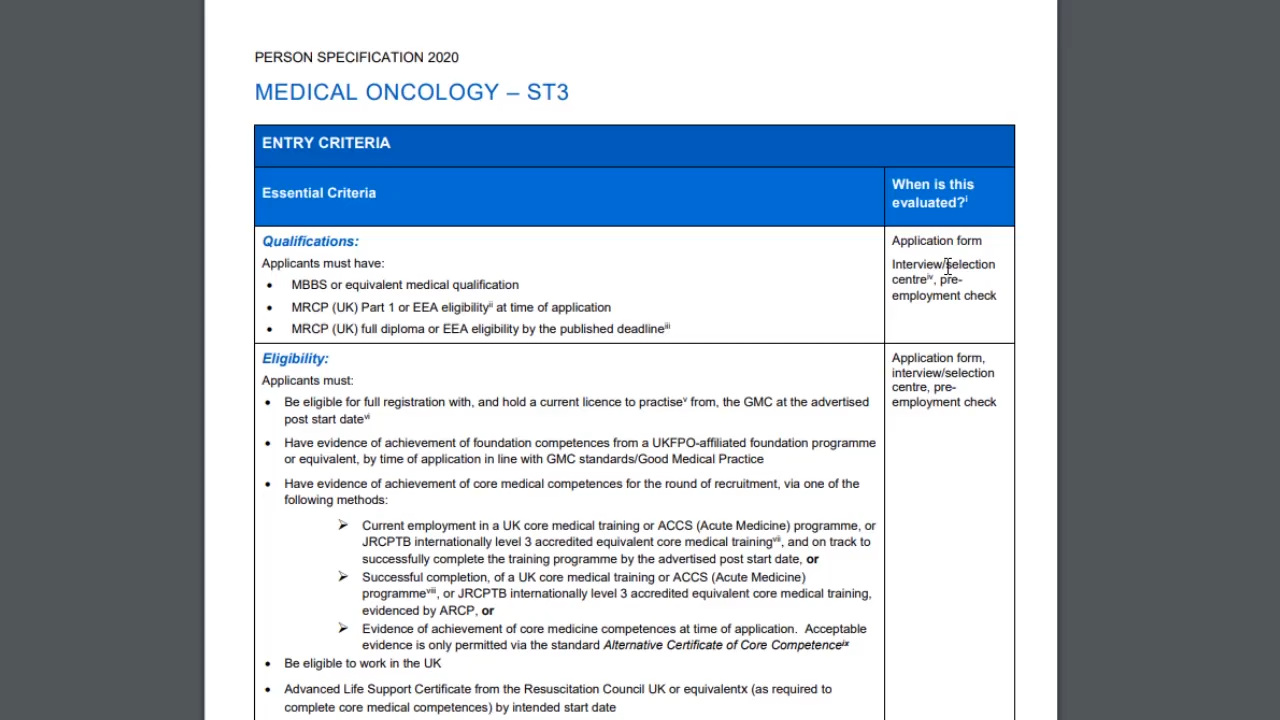 PERSON SPECIFICATION 2020
MEDICAL ONCOLOGY – ST3
ENTRY CRITERIA
Essential Criteria
When is this
evaluated?i
Qualifications:
Applicants must have:
• MBBS or equivalent medical qualification
• MRCP (UK) Part 1 or EEA eligibilityii at time of application
• MRCP (UK) full diploma or EEA eligibility by the published deadlineiii
Application form
Interview/selection
centreiv, pre-
employment check
Eligibility:
Applicants must:
• Be eligible for full registration with, and hold a current licence to practisev from, the GMC at the advertised
post start datevi
• Have evidence of achievement of foundation competences from a UKFPO-affiliated foundation programme
or equivalent, by time of application in line with GMC standards/Good Medical Practice
• Have evidence of achievement of core medical competences for the round of recruitment, via one of the
following methods:
➢ Current employment in a UK core medical training or ACCS (Acute Medicine) programme, or
JRCPTB internationally level 3 accredited equivalent core medical trainingvii, and on track to
successfully complete the training programme by the advertised post start date, or
➢ Successful completion, of a UK core medical training or ACCS (Acute Medicine)
programmeviii, or JRCPTB internationally level 3 accredited equivalent core medical training,
evidenced by ARCP, or
➢ Evidence of achievement of core medicine competences at time of application. Acceptable
evidence is only permitted via the standard Alternative Certificate of Core Competenceix
• Be eligible to work in the UK
• Advanced Life Support Certificate from the Resuscitation Council UK or equivalentx (as required to
complete core medical competences) by intended start date
Application form,
interview/selection
centre, pre-
employment check